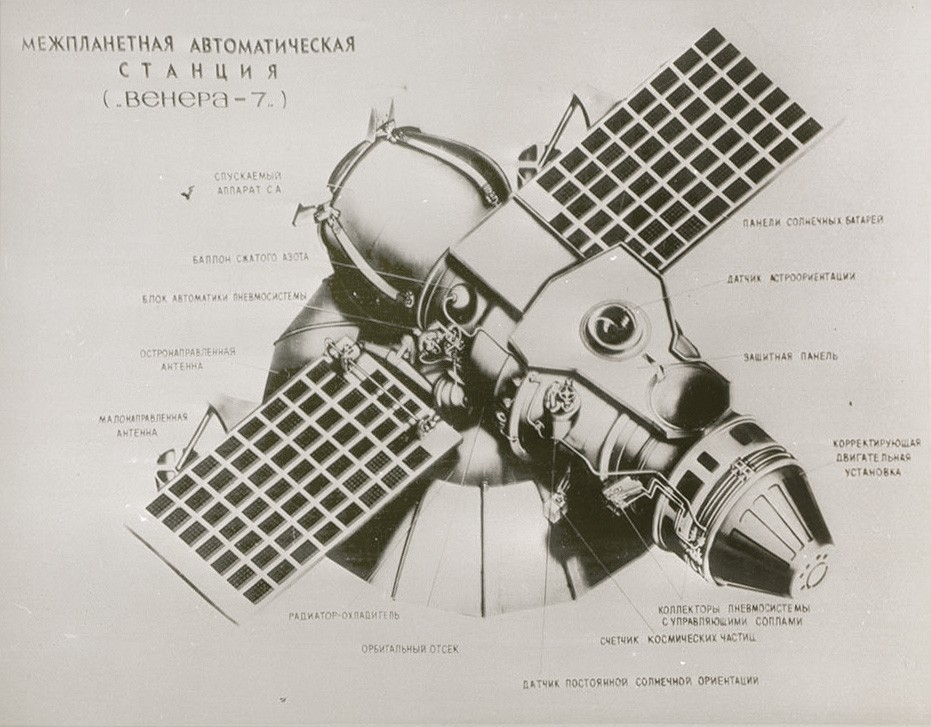 МЕЖПЛАНЕТНАЯ АВТОМАТИЧЕСКАЯ
СТАНЦИЯ
(„ВЕНЕРА-7„)
СПУСКАЕМЫЙ
АППАРАТ С.А.
БАЛЛОН СЖАТОГО АЗОТА
БЛОК АВТОМАТИКИ ПНЕВМОСИСТЕМЫ
ОСТРОНАПРАВЛЕННАЯ
АНТЕННА
МАЛОНАПРАВЛЕННАЯ
АНТЕННА
ПАНЕЛИ СОЛНЕЧНЫХ БАТАРЕЙ
ДАТЧИК АСТРООРИЕНТАЦИИ
ЗАЩИТНАЯ ПАНЕЛЬ
КОРРЕКТИРУЮЩАЯ
ДВИГАТЕЛЬНАЯ
УСТАНОВКА
РАДИАТОР-ОХЛАДИТЕЛЬ
ОРБИТАЛЬНЫЙ ОТСЕК
КОЛЛЕКТОРЫ ПНЕВМОСИСТЕМЫ
С УПРАВЛЯЮЩИМИ СОПЛАМИ
СЧЕТЧИК КОСМИЧЕСКИХ ЧАСТИЦ
ДАТЧИК ПОСТОЯННОЙ СОЛНЕЧНОЙ ОРИЕНТАЦИИ